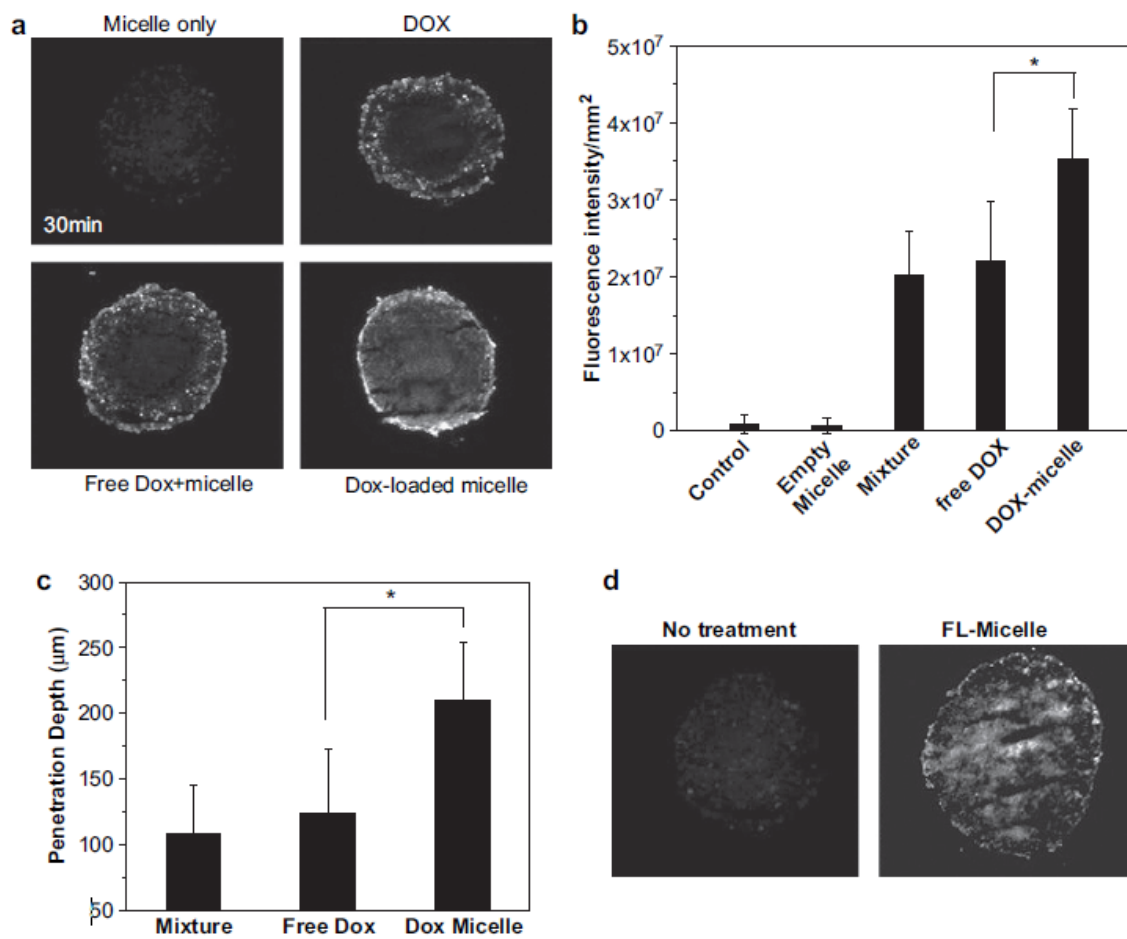 a
Micelle only
DOX
30min
Free Dox+micelle
Dox-loaded micelle
b
Fluorescence intensity/mm²
5x10⁷
4x10⁷
3x10⁷
2x10⁷
1x10⁷
0
*
Control
Empty
Micelle
Mixture
free DOX
DOX-micelle
c
Penetration Depth (μm)
300
250
200
150
100
50
*
Mixture
Free Dox
Dox Micelle
d
No treatment
FL-Micelle